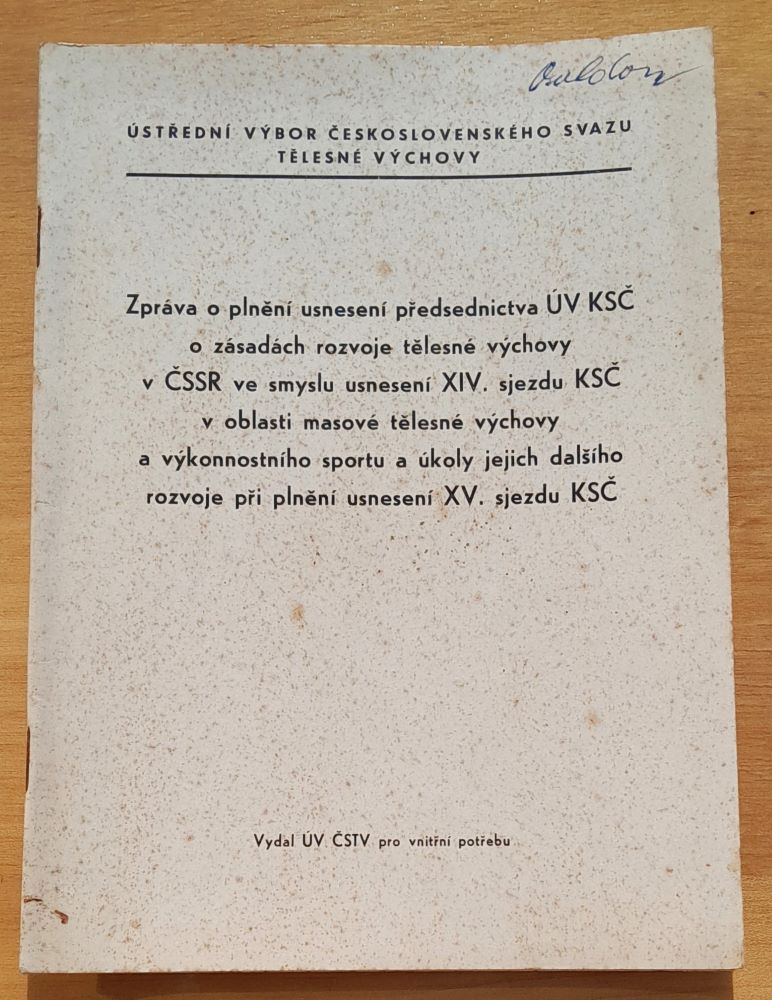 ÚSTŘEDNÍ VÝBOR ČESKOSLOVENSKÉHO SVAZU
TĚLESNÉ VÝCHOVY
Zpráva o plnění usnesení předsednictva ÚV KSČ
o zásadách rozvoje tělesné výchovy
v ČSSR ve smyslu usnesení XIV. sjezdu KSČ
v oblasti masové tělesné výchovy
a výkonnostního sportu a úkoly jejich dalšího
rozvoje při plnění usnesení XV. sjezdu KSČ
Vydal ÚV ČSTV pro vnitřní potřebu